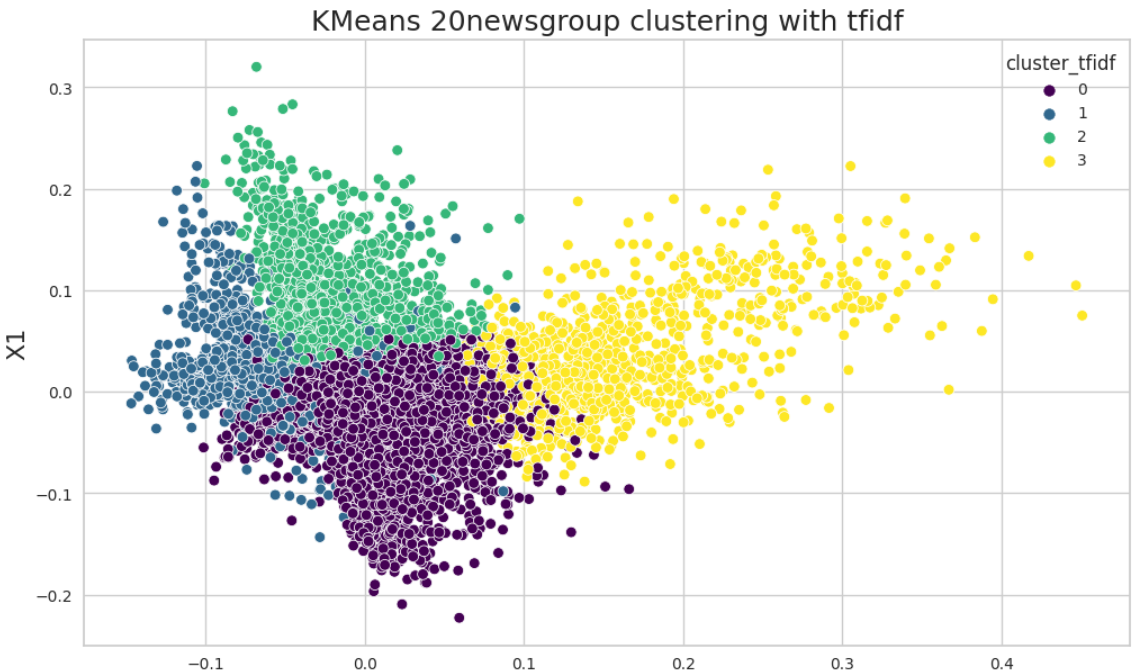 KMeans 20newsgroup clustering with tfidf
cluster_tfidf
0
1
2
3
X1
0.3
0.2
0.1
0.0
−0.1
−0.2
−0.1 0.0 0.1 0.2 0.3 0.4